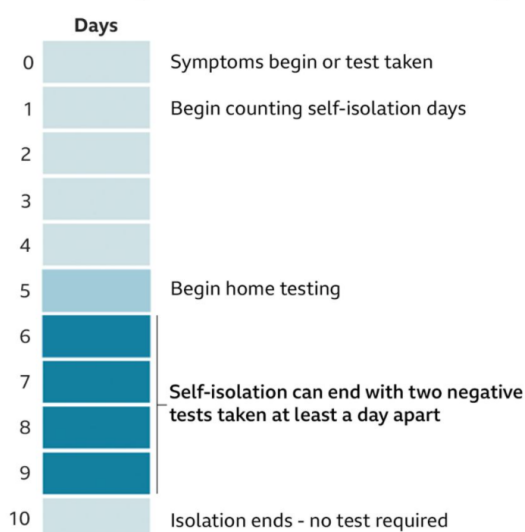 Days
0 Symptoms begin or test taken
1 Begin counting self-isolation days
2
3
4
5 Begin home testing
6
7
Self-isolation can end with two negative
tests taken at least a day apart
8
9
10 Isolation ends - no test required